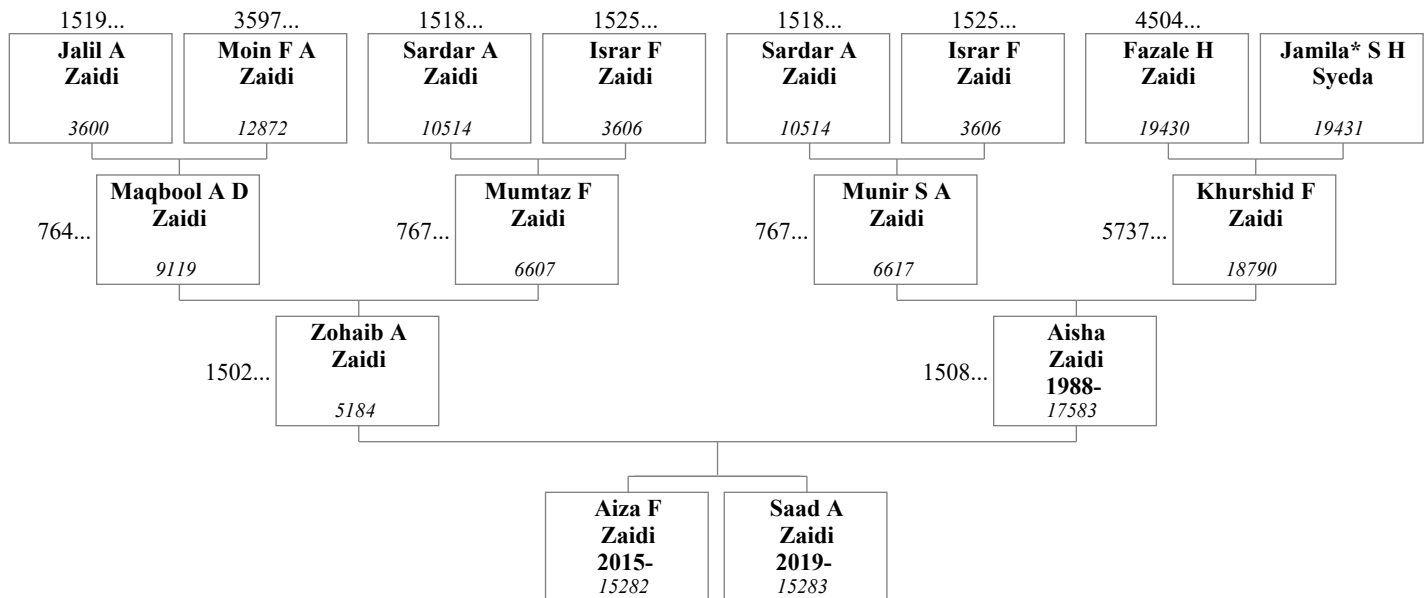 1519...
3597...
1518...
1525...
1518...
1525...
4504...
Jalil A
Zaidi
3600
Moin F A
Zaidi
12872
Sardar A
Zaidi
10514
Israr F
Zaidi
3606
Sardar A
Zaidi
10514
Israr F
Zaidi
3606
Fazale H
Zaidi
19430
Jamila* S H
Syeda
19431
764...
Maqbool A D
Zaidi
9119
767...
Mumtaz F
Zaidi
6607
767...
Munir S A
Zaidi
6617
5737...
Khurshid F
Zaidi
18790
1502...
Zohaib A
Zaidi
5184
1508...
Aisha
Zaidi
1988-
17583
Aiza F
Zaidi
2015-
15282
Saad A
Zaidi
2019-
15283